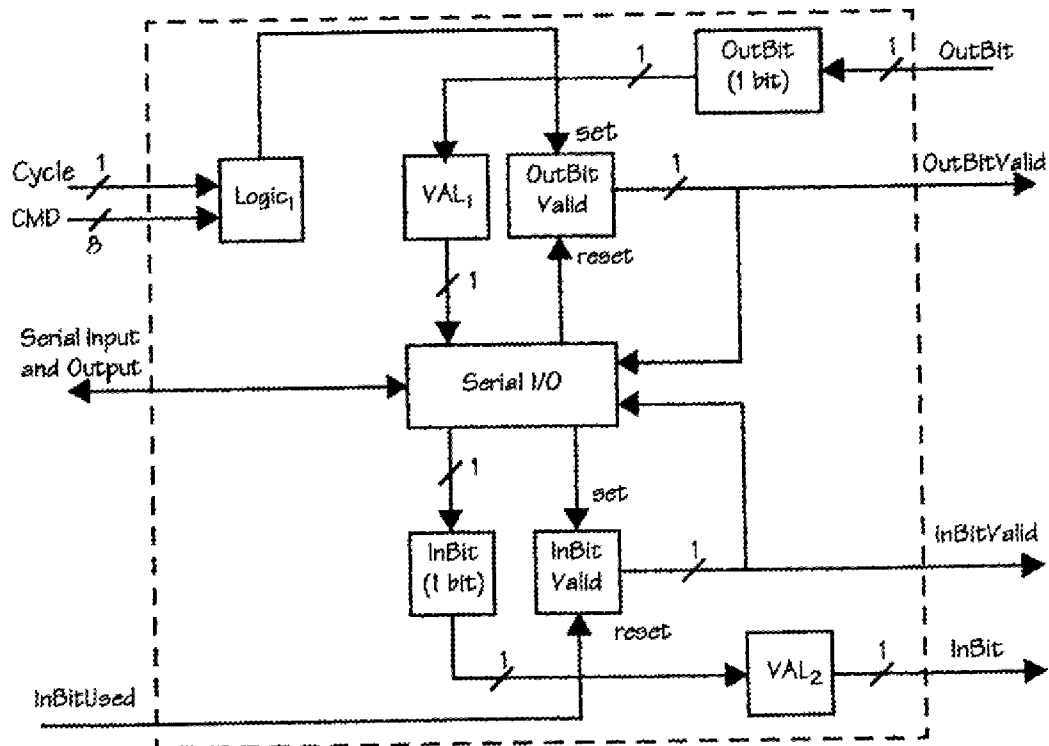 1
OutBit
(1 bit)
1
OutBit
set
Cycle
1
CMD
8
Logic1
VAL1
OutBit
Valid
1
OutBitValid
reset
1
Serial Input
and Output
Serial I/O
1
set
InBit
(1 bit)
InBit
Valid
1
InBitValid
reset
1
VAL2
1
InBit
InBitUsed